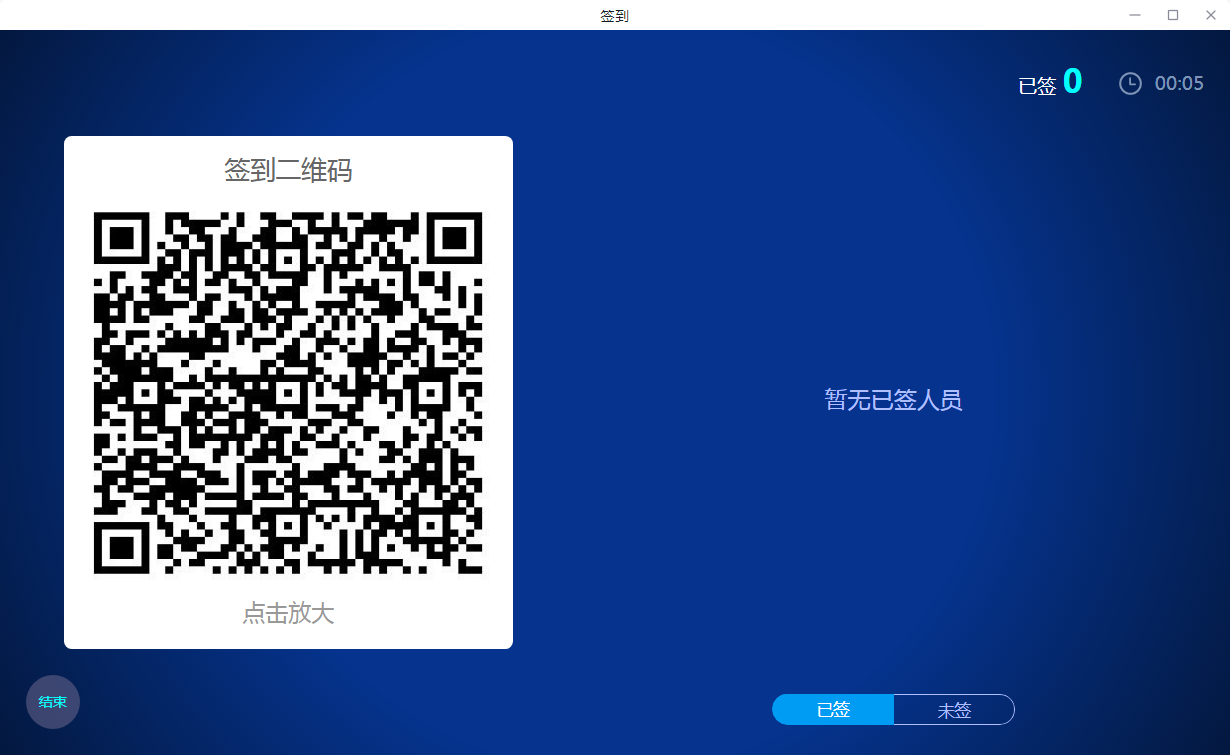 签到
已签 0 00:05
签到二维码
点击放大
暂无已签人员
结束
已签 未签